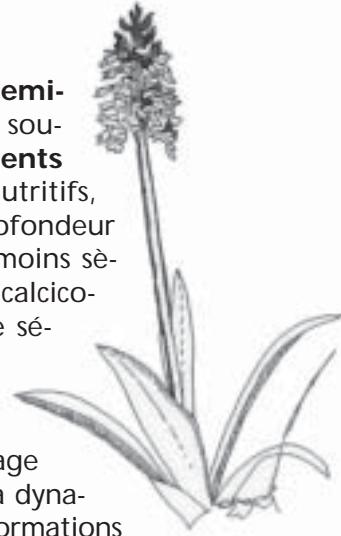 emi-
sou-
ents
utritifs,
ofondeur
moins sè-
calcico-
e sé-
age
a dyna-
ormations